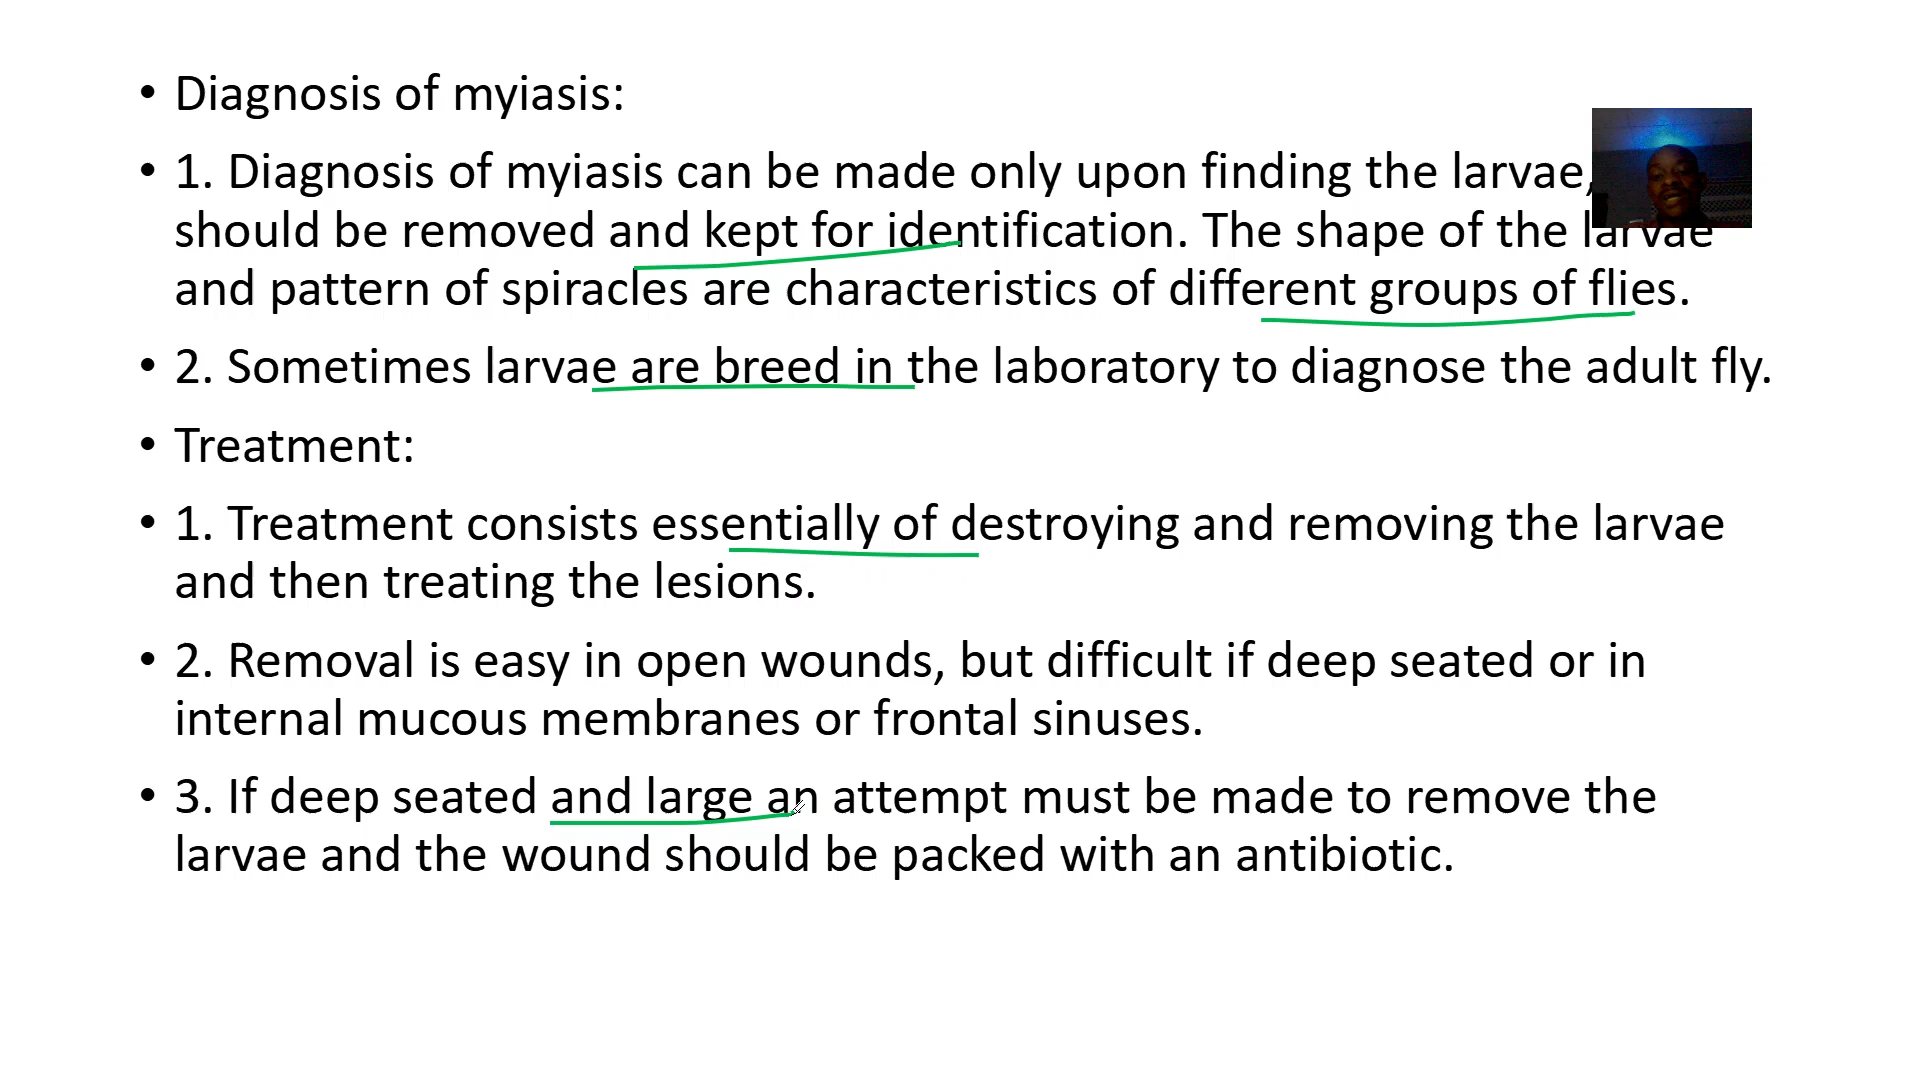 • Diagnosis of myiasis:
• 1. Diagnosis of myiasis can be made only upon finding the larvae,
should be removed and kept for identification. The shape of the larvae
and pattern of spiracles are characteristics of different groups of flies.
• 2. Sometimes larvae are breed in the laboratory to diagnose the adult fly.
• Treatment:
• 1. Treatment consists essentially of destroying and removing the larvae
and then treating the lesions.
• 2. Removal is easy in open wounds, but difficult if deep seated or in
internal mucous membranes or frontal sinuses.
• 3. If deep seated and large an attempt must be made to remove the
larvae and the wound should be packed with an antibiotic.